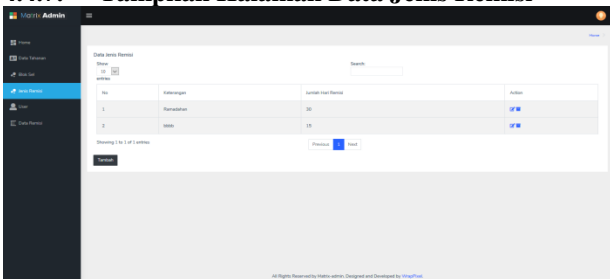 Tampilan Halaman Data Jenis Remisi
Matrix Admin
Home
Home
Data Tahanan
Blok Sel
Jenis Remisi
User
Data Remisi
Data Jenis Remisi
Show
10
entries
Search:
No
Keterangan
Jumlah Hari Remisi
Action
1
Ramadahan
30
2
15
Showing 1 to 1 of 1 entries
Previous
Next
Tambah
All Rights Reserved by Matrix-admin. Designed and Developed by WrapPixel.